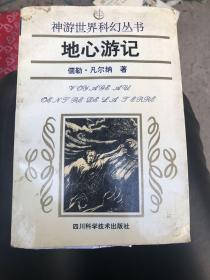 神游世界科幻丛书
地心游记
儒勒·凡尔纳 著
VOYAGE AU
CENTRE DE LA TERRE
四川科学技术出版社